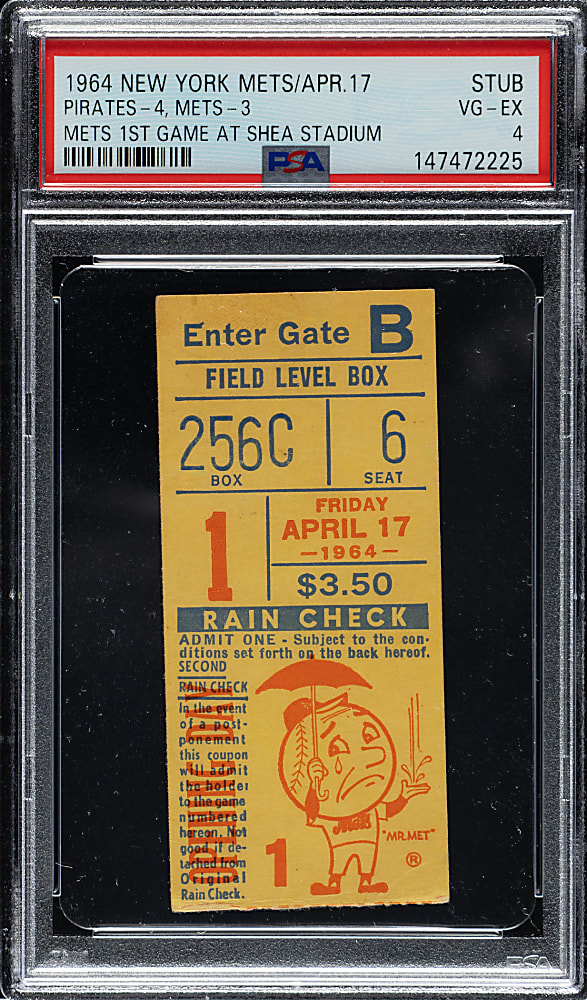 1964 NEW YORK METS/APR.17 STUB
PIRATES-4, METS-3 VG-EX
METS 1ST GAME AT SHEA STADIUM 4
PSA 147472225
Enter Gate B
FIELD LEVEL BOX
256C 6
BOX SEAT
1
FRIDAY
APRIL 17
-1964-
$3.50
RAIN CHECK
ADMIT ONE - Subject to the con-
ditions set forth on the back hereof.
SECOND
RAIN CHECK
In the event
of a post-
ponement
this coupon
will admit
the holder
to the game
numbered
hereon. Not
good if de-
tached from
Original
Rain Check.
OPENING DAY
1
Mets
"MR. MET"
®
PSA